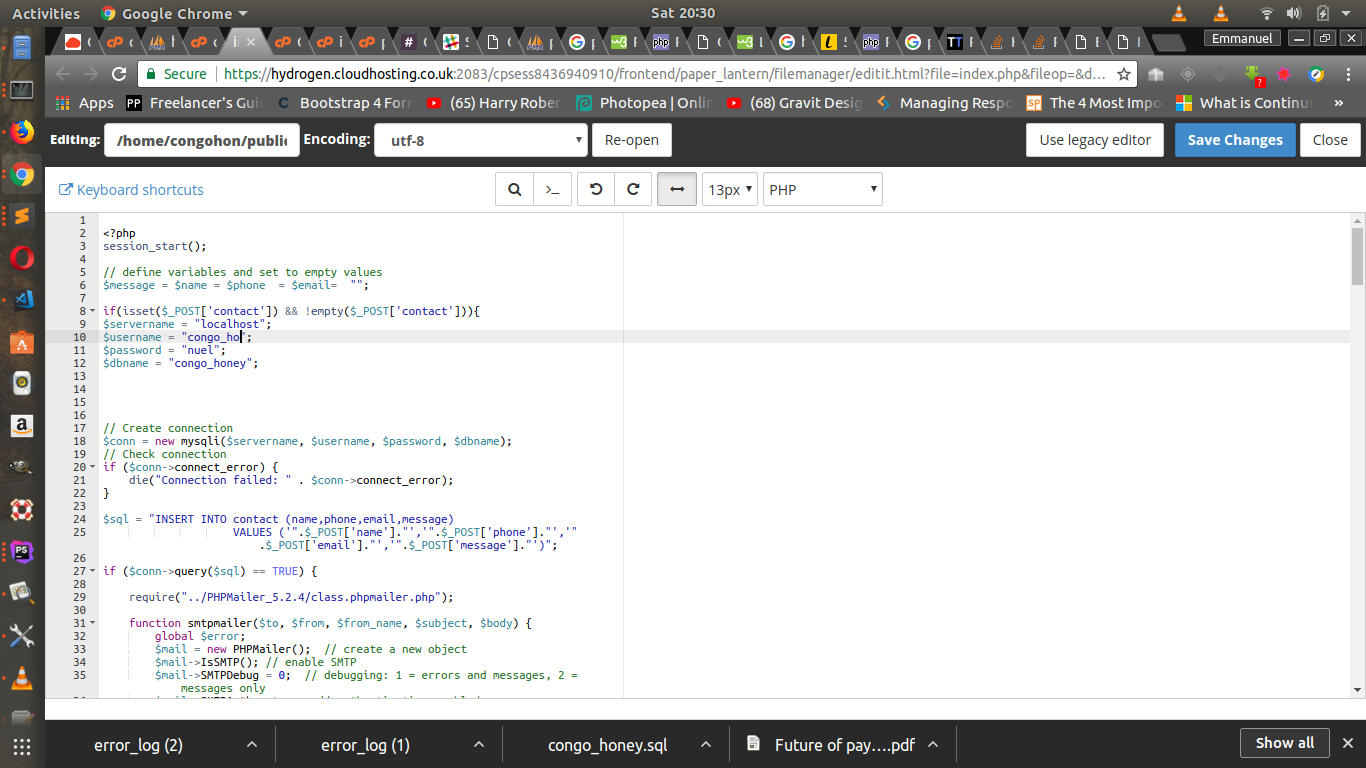 Activities Google Chrome Sat 20:30
Emmanuel
Secure https://hydrogen.cloudhosting.co.uk:2083/cpsess8436940910/frontend/paper_lantern/filemanager/editit.html?file=index.php&fileop=&d...
Apps Freelancer's Gui Bootstrap 4 Forr (65) Harry Rober Photopea | Onlin (68) Gravit Desig Managing Respo The 4 Most Impo What is Continu »
Editing: /home/congohon/public Encoding: utf-8 Re-open Use legacy editor Save Changes Close
Keyboard shortcuts 13px PHP
1
2 <?php
3 session_start();
4
5 // define variables and set to empty values
6 $message = $name = $phone  = $email=  "";
7
8 if(isset($_POST['contact']) && !empty($_POST['contact'])){
9 $servername = "localhost";
10 $username = "congo_ho";
11 $password = "nuel";
12 $dbname = "congo_honey";
13
14
15
16
17 // Create connection
18 $conn = new mysqli($servername, $username, $password, $dbname);
19 // Check connection
20 if ($conn->connect_error) {
21 die("Connection failed: " . $conn->connect_error);
22 }
23
24 $sql = "INSERT INTO contact (name,phone,email,message)
25 VALUES ('".$_POST['name']."','".$_POST['phone']."','"
.$_POST['email']."','".$_POST['message']."')";
26
27 if ($conn->query($sql) == TRUE) {
28
29 require("../PHPMailer_5.2.4/class.phpmailer.php");
30
31 function smtpmailer($to, $from, $from_name, $subject, $body) {
32 global $error;
33 $mail = new PHPMailer();  // create a new object
34 $mail->IsSMTP(); // enable SMTP
35 $mail->SMTPDebug = 0;  // debugging: 1 = errors and messages, 2 =
messages only
error_log (2) error_log (1) congo_honey.sql Future of pay....pdf Show all